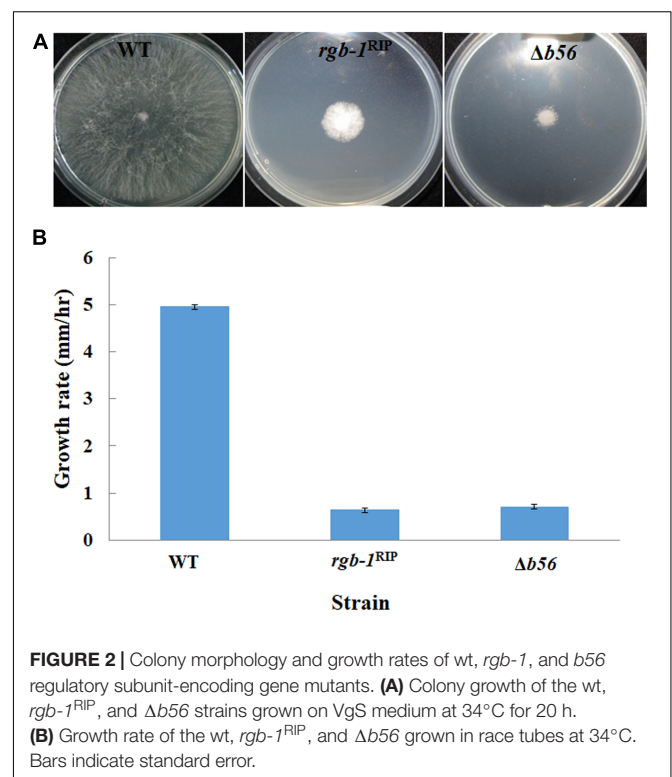 A
WT
rgb-1RIP
Δb56
B
6
5
4
3
2
1
0
Growth rate (mm/hr)
WT
rgb-1RIP
Δb56
Strain
FIGURE 2 | Colony morphology and growth rates of wt, rgb-1, and b56
regulatory subunit-encoding gene mutants. (A) Colony growth of the wt,
rgb-1RIP, and Δb56 strains grown on VgS medium at 34°C for 20 h.
(B) Growth rate of the wt, rgb-1RIP, and Δb56 grown in race tubes at 34°C.
Bars indicate standard error.